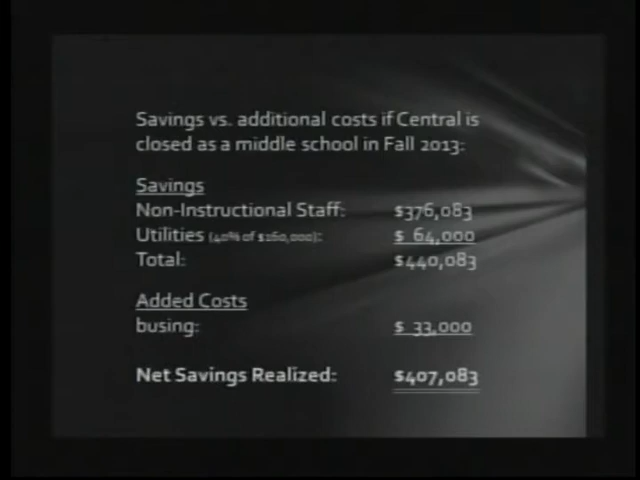 Savings vs. additional costs if Central is
closed as a middle school in Fall 2013:
Savings
Non-Instructional Staff: $376,083
Utilities (40% of $160,000): $ 64,000
Total: $440,083
Added Costs
busing: $ 33,000
Net Savings Realized: $407,083